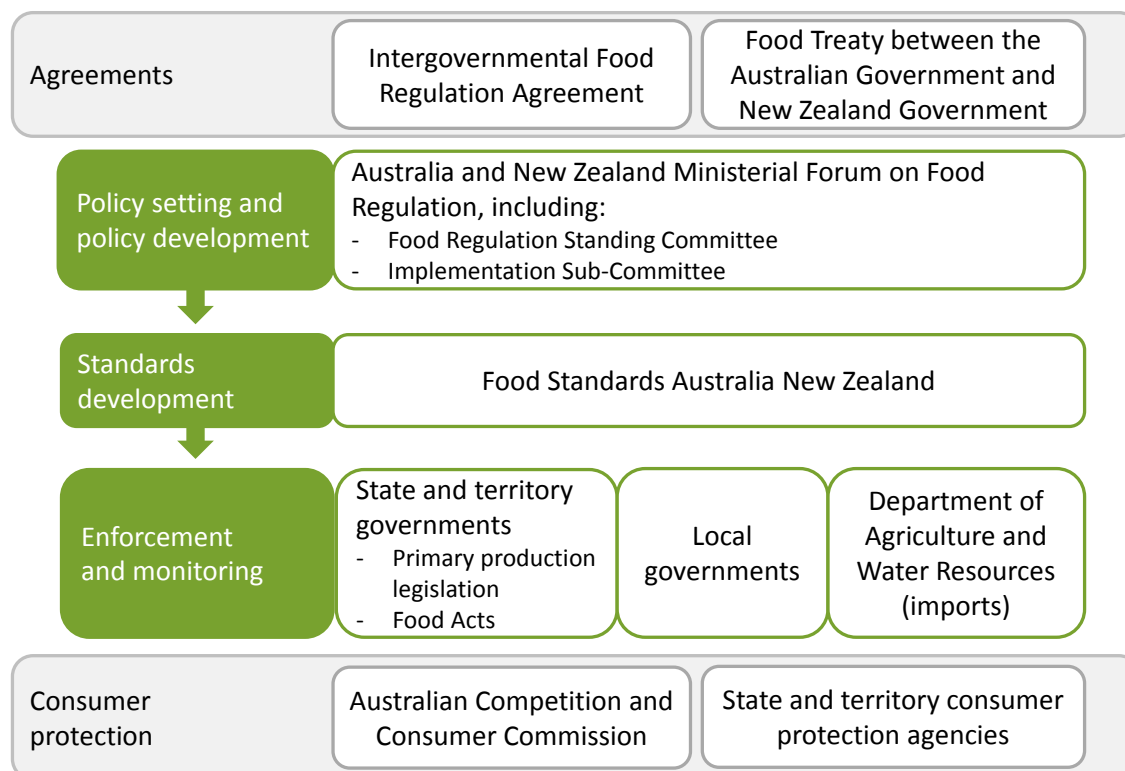 Agreements
Intergovernmental Food
Regulation Agreement
Food Treaty between the
Australian Government and
New Zealand Government
Policy setting and
policy development
Australia and New Zealand Ministerial Forum on Food
Regulation, including:
- Food Regulation Standing Committee
- Implementation Sub-Committee
Standards
development
Food Standards Australia New Zealand
Enforcement
and monitoring
State and territory
governments
- Primary production
legislation
- Food Acts
Local
governments
Department of
Agriculture and
Water Resources
(imports)
Consumer
protection
Australian Competition and
Consumer Commission
State and territory consumer
protection agencies